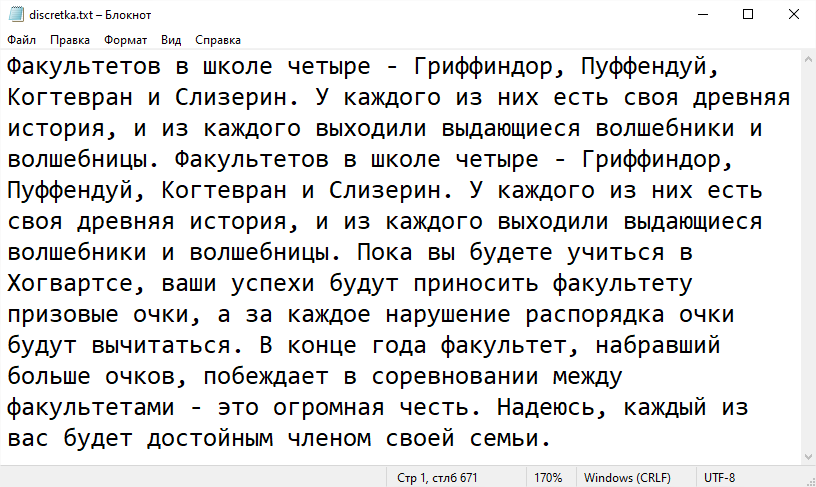 discretka.txt – Блокнот
Файл Правка Формат Вид Справка
Факультетов в школе четыре - Гриффиндор, Пуффендуй,
Когтевран и Слизерин. У каждого из них есть своя древняя
история, и из каждого выходили выдающиеся волшебники и
волшебницы. Факультетов в школе четыре - Гриффиндор,
Пуффендуй, Когтевран и Слизерин. У каждого из них есть
своя древняя история, и из каждого выходили выдающиеся
волшебники и волшебницы. Пока вы будете учиться в
Хогвартсе, ваши успехи будут приносить факультету
призовые очки, а за каждое нарушение распорядка очки
будут вычитаться. В конце года факультет, набравший
больше очков, побеждает в соревновании между
факультетами - это огромная честь. Надеюсь, каждый из
вас будет достойным членом своей семьи.
Стр 1, стлб 671 170% Windows (CRLF) UTF-8